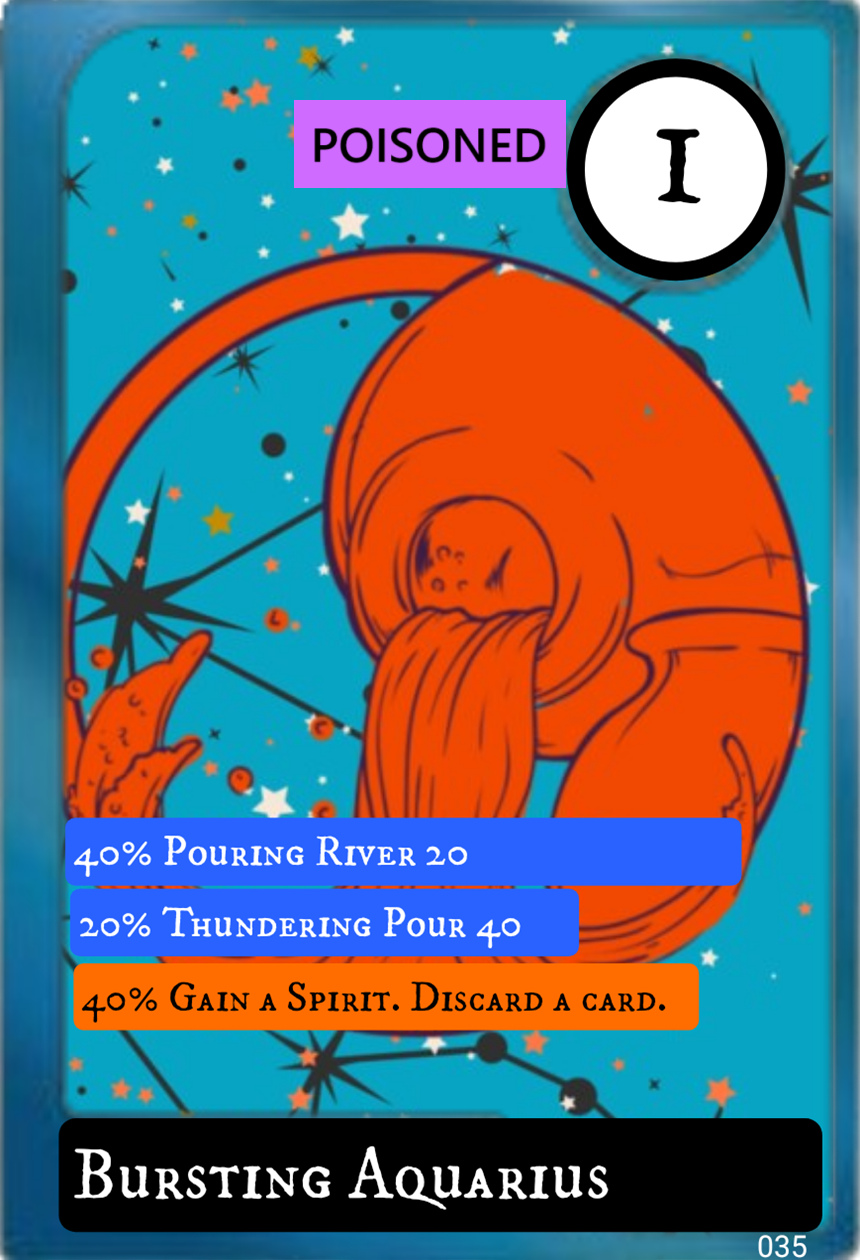 POISONED
I
40% Pouring River 20
20% Thundering Pour 40
40% Gain a Spirit. Discard a card.
Bursting Aquarius
035